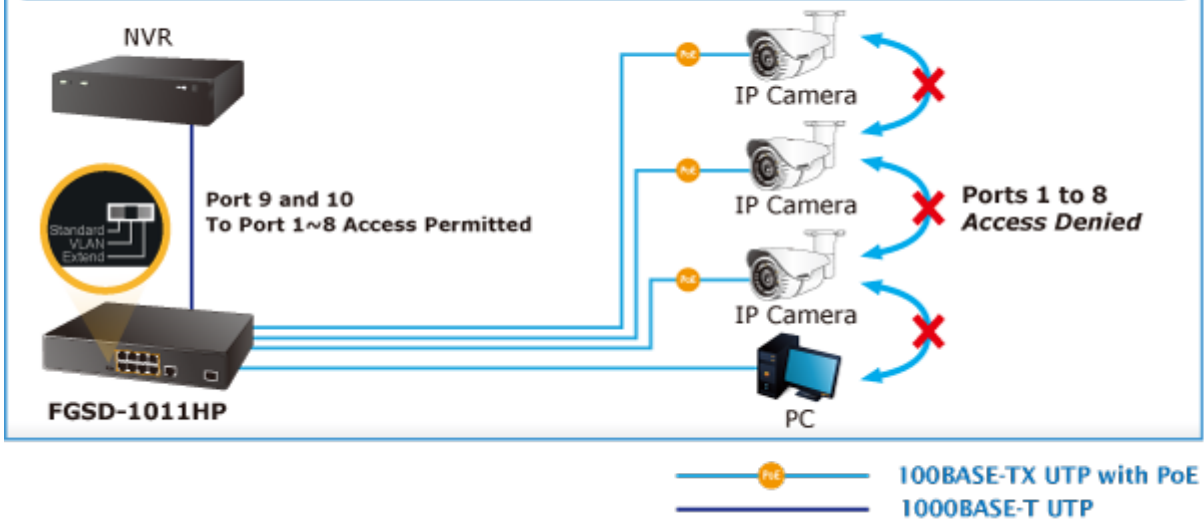 NVR
PoE
IP Camera
Port 9 and 10
To Port 1~8 Access Permitted
Standard
VLAN
Extend
PoE
IP Camera
Ports 1 to 8
Access Denied
PoE
IP Camera
FGSD-1011HP
PC
PoE
100BASE-TX UTP with PoE
1000BASE-T UTP